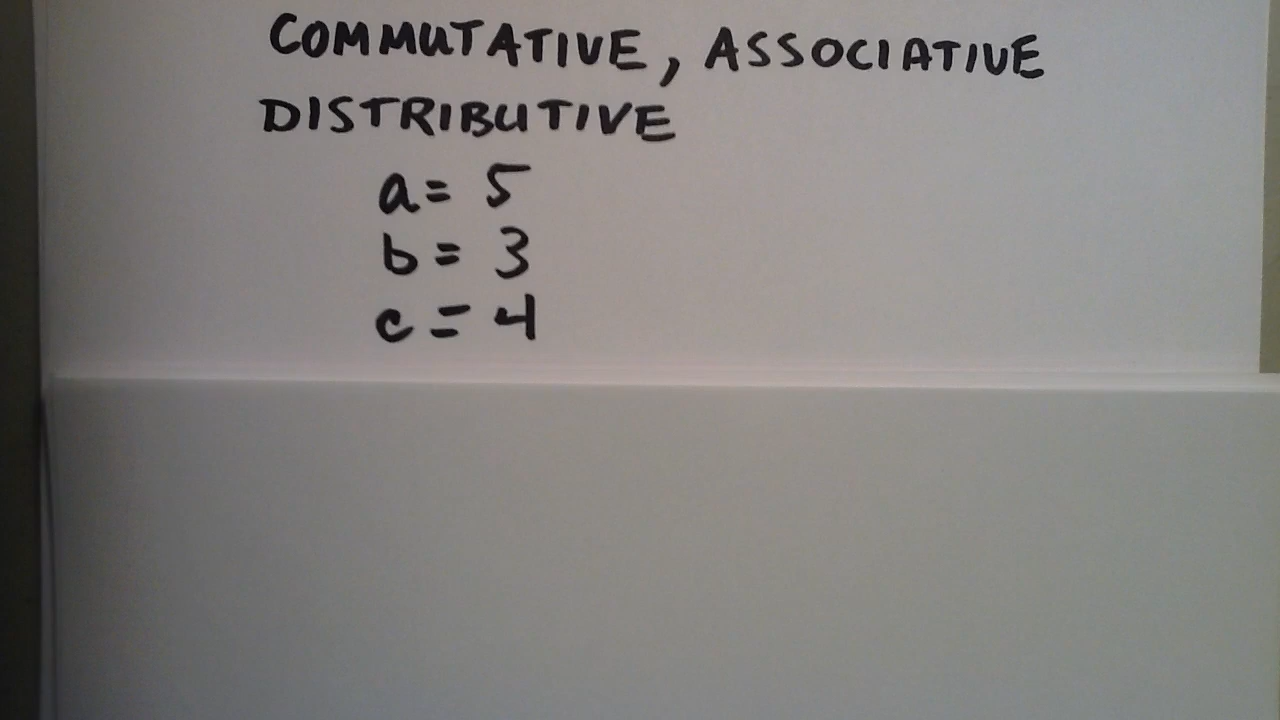 COMMUTATIVE, ASSOCIATIVE
DISTRIBUTIVE
a = 5
b = 3
c = 4